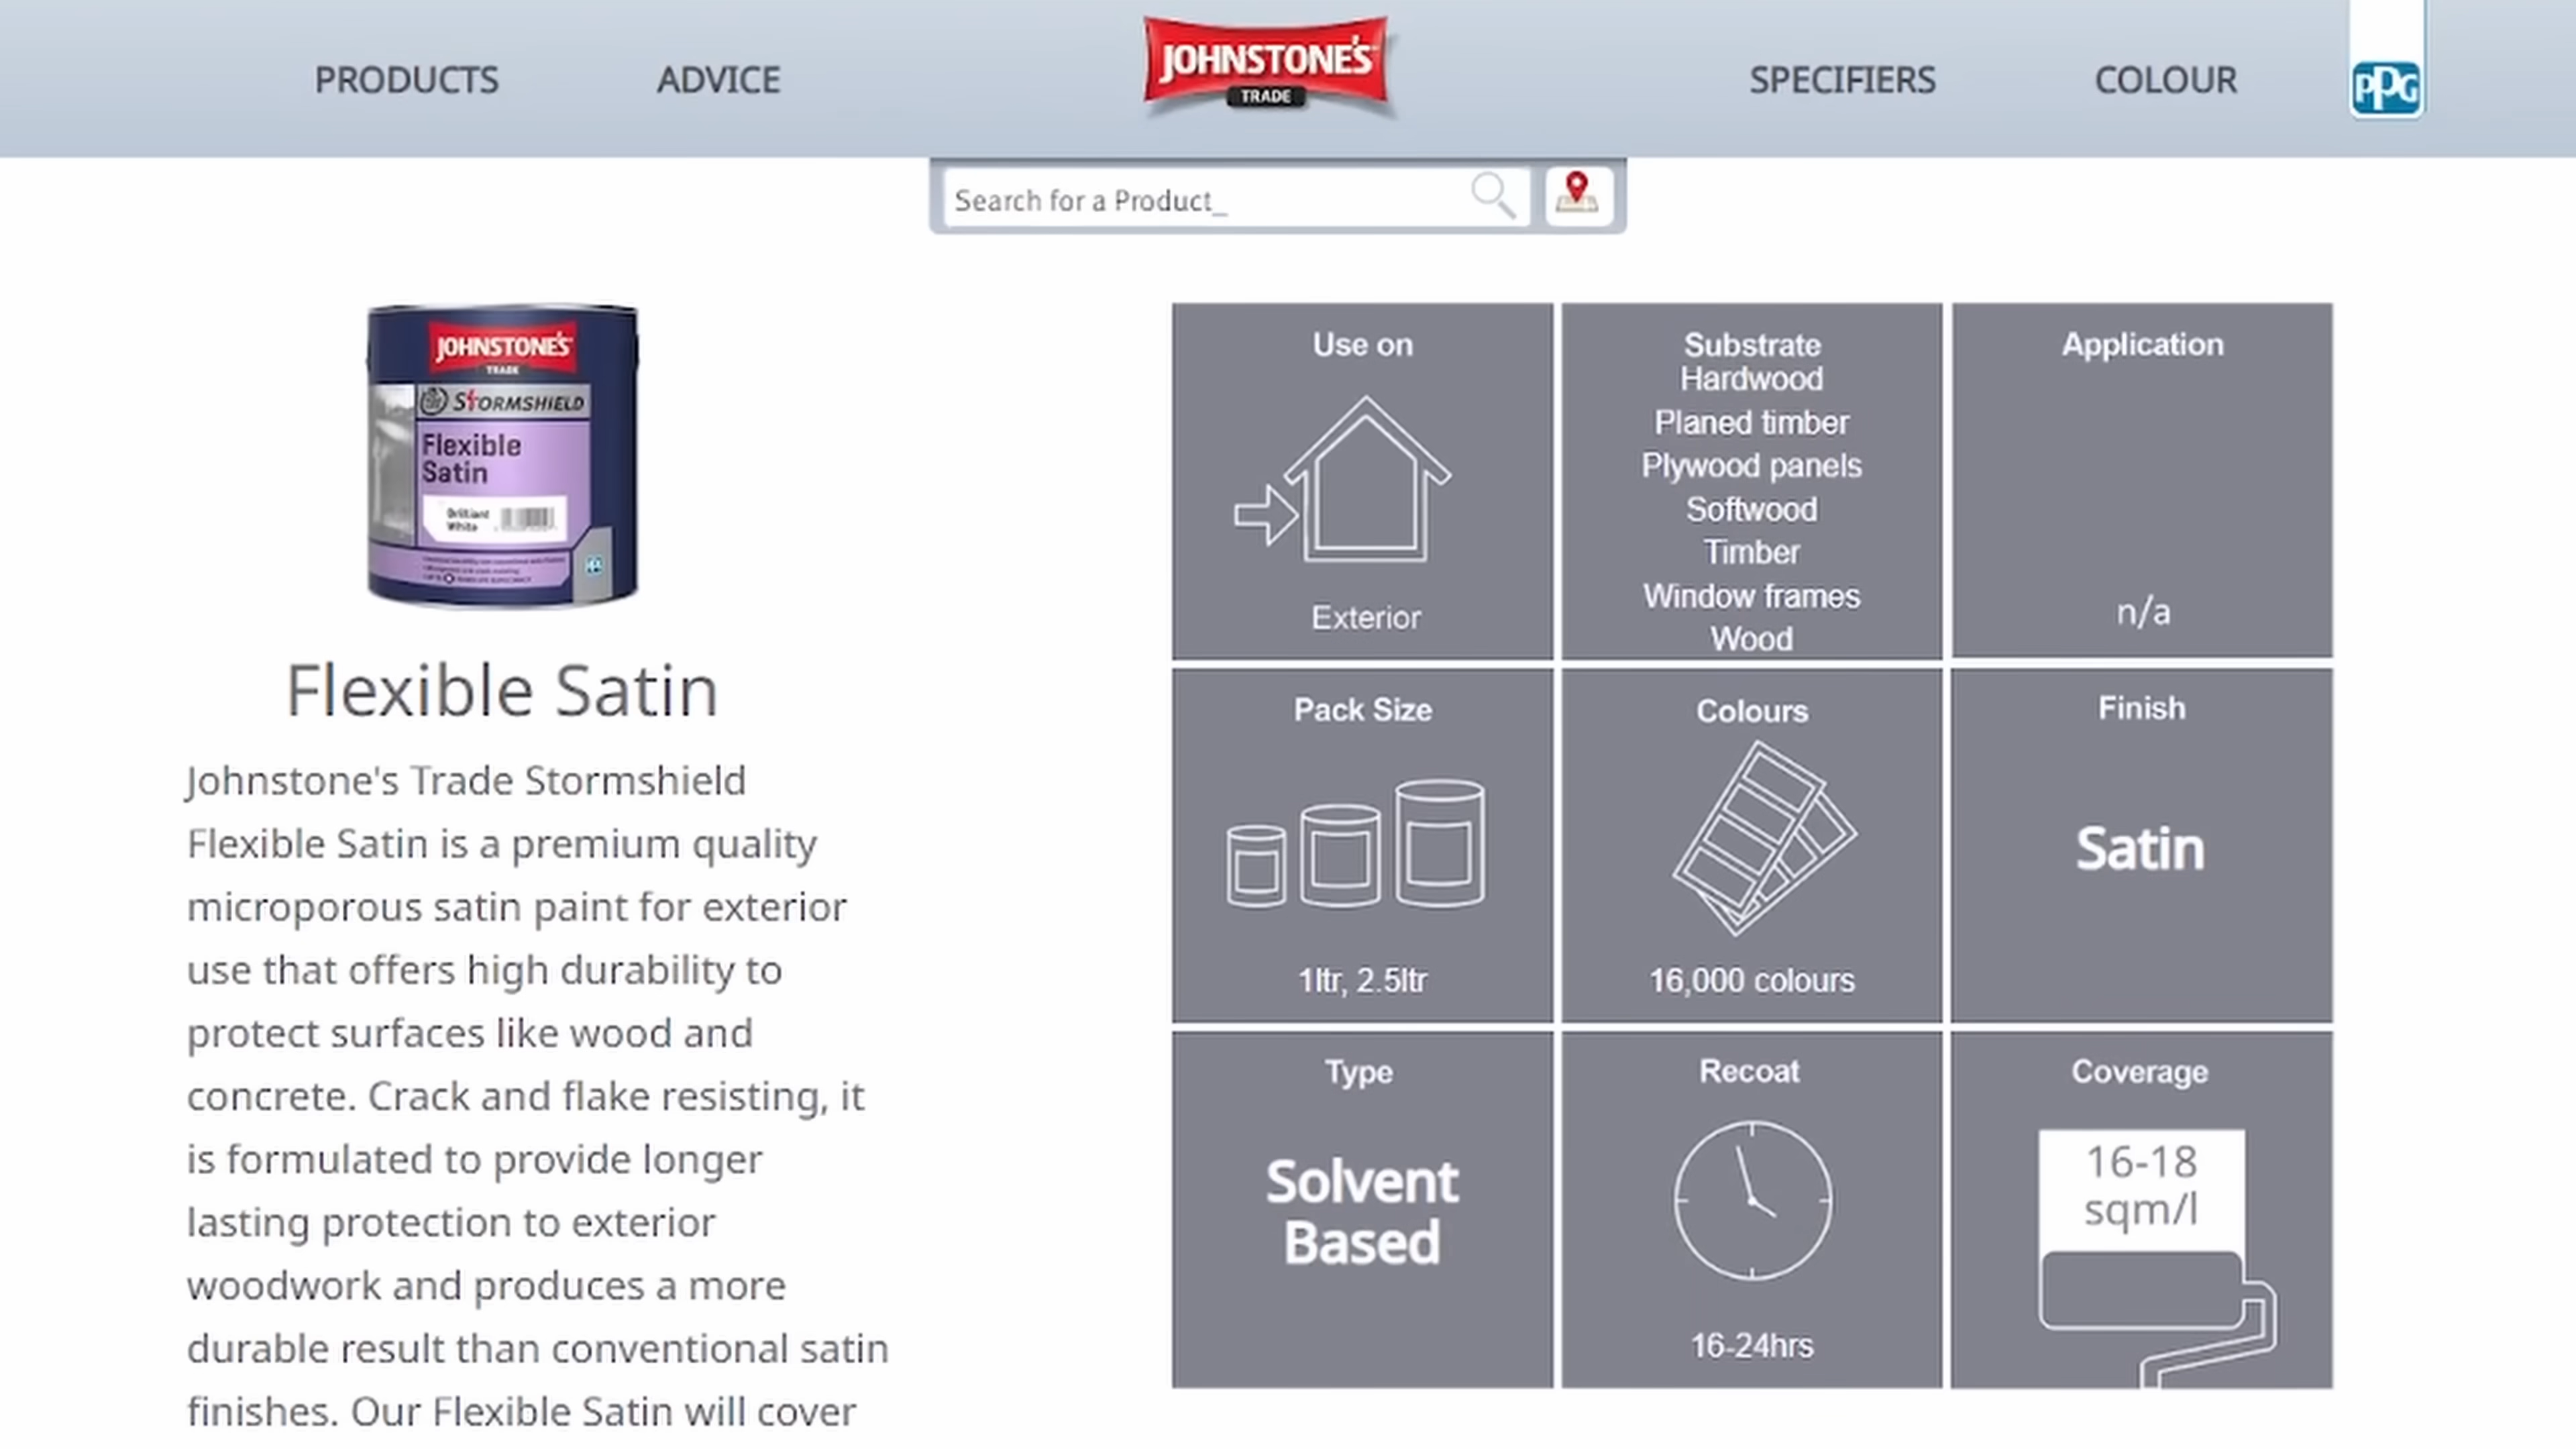 PRODUCTS
ADVICE
JOHNSTONE'S
TRADE
SPECIFIERS
COLOUR
PPG
Search for a Product_
JOHNSTONE'S
TRADE
STORMSHIELD
Flexible
Satin
Brilliant
White
Flexible Satin
Johnstone's Trade Stormshield
Flexible Satin is a premium quality
microporous satin paint for exterior
use that offers high durability to
protect surfaces like wood and
concrete. Crack and flake resisting, it
is formulated to provide longer
lasting protection to exterior
woodwork and produces a more
durable result than conventional satin
finishes. Our Flexible Satin will cover
Use on
Exterior
Substrate
Hardwood
Planed timber
Plywood panels
Softwood
Timber
Window frames
Wood
Application
n/a
Pack Size
1ltr, 2.5ltr
Colours
16,000 colours
Finish
Satin
Type
Solvent
Based
Recoat
16-24hrs
Coverage
16-18
sqm/l